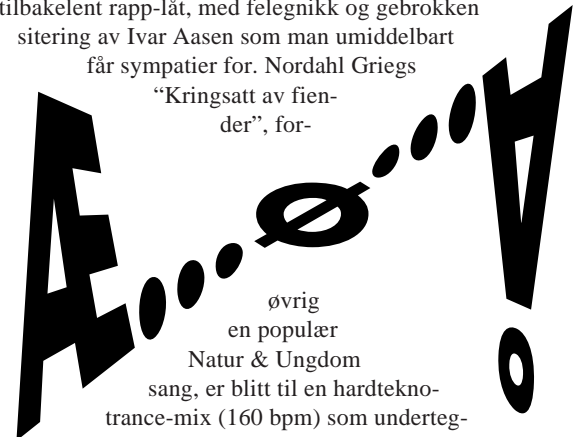 tilbakelent rapp-låt, med felegnikk og gebrokken
sitering av Ivar Aasen som man umiddelbart
får sympatier for. Nordahl Griegs
“Kringsatt av fien-
der”, for-
Æ...ø...Å
øvrig
en populær
Natur & Ungdom
sang, er blitt til en hardtekno-
trance-mix (160 bpm) som underteg-